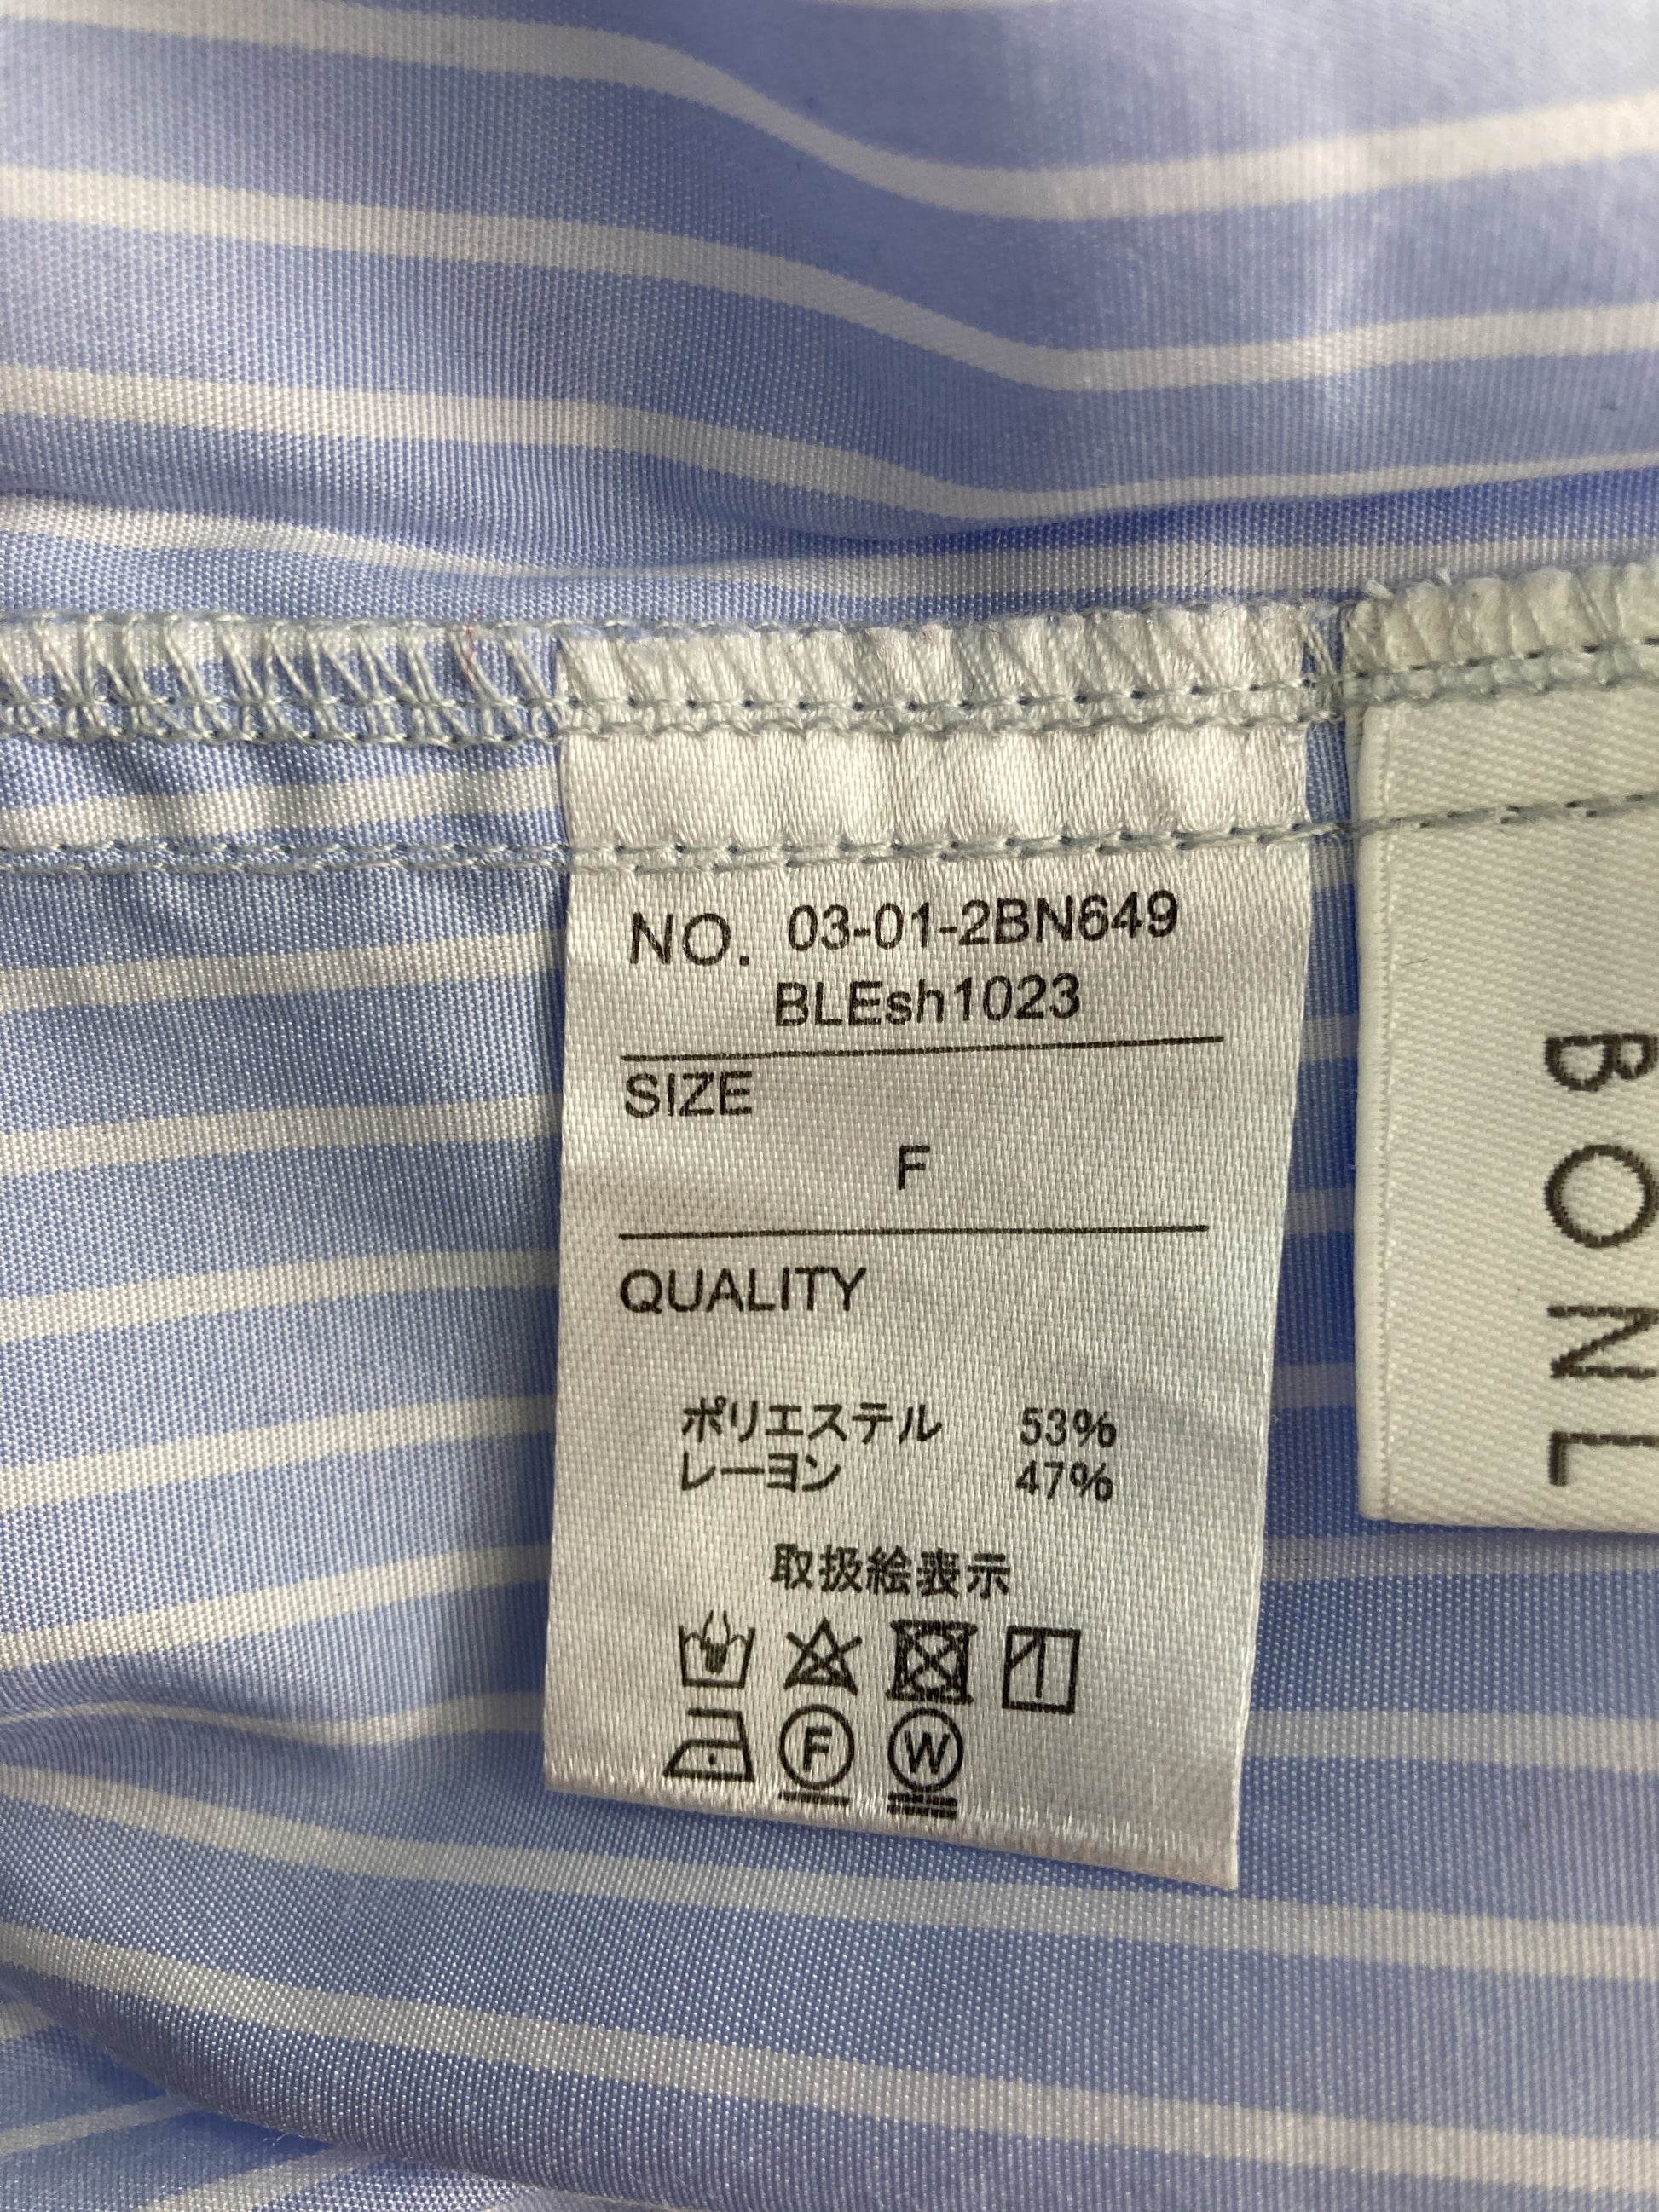 NO. 03-01-2BN649
BLEsh1023
SIZE
F
QUALITY
ポリエステル 53%
レーヨン 47%
取扱絵表示
F W
BONL